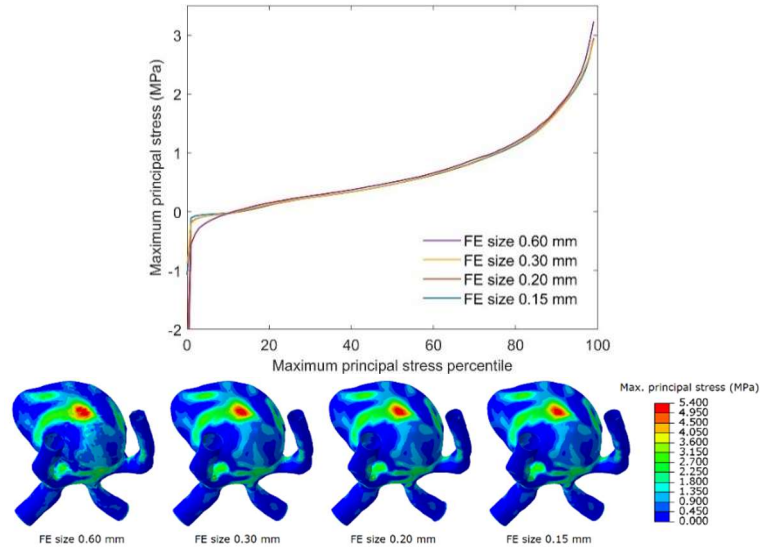 3
2
1
0
-1
-2
Maximum principal stress (MPa)
FE size 0.60 mm
FE size 0.30 mm
FE size 0.20 mm
FE size 0.15 mm
0 20 40 60 80 100
Maximum principal stress percentile
Max. principal stress (MPa)
5.400
4.950
4.500
4.050
3.600
3.150
2.700
2.250
1.800
1.350
0.900
0.450
0.000
FE size 0.60 mm FE size 0.30 mm FE size 0.20 mm FE size 0.15 mm